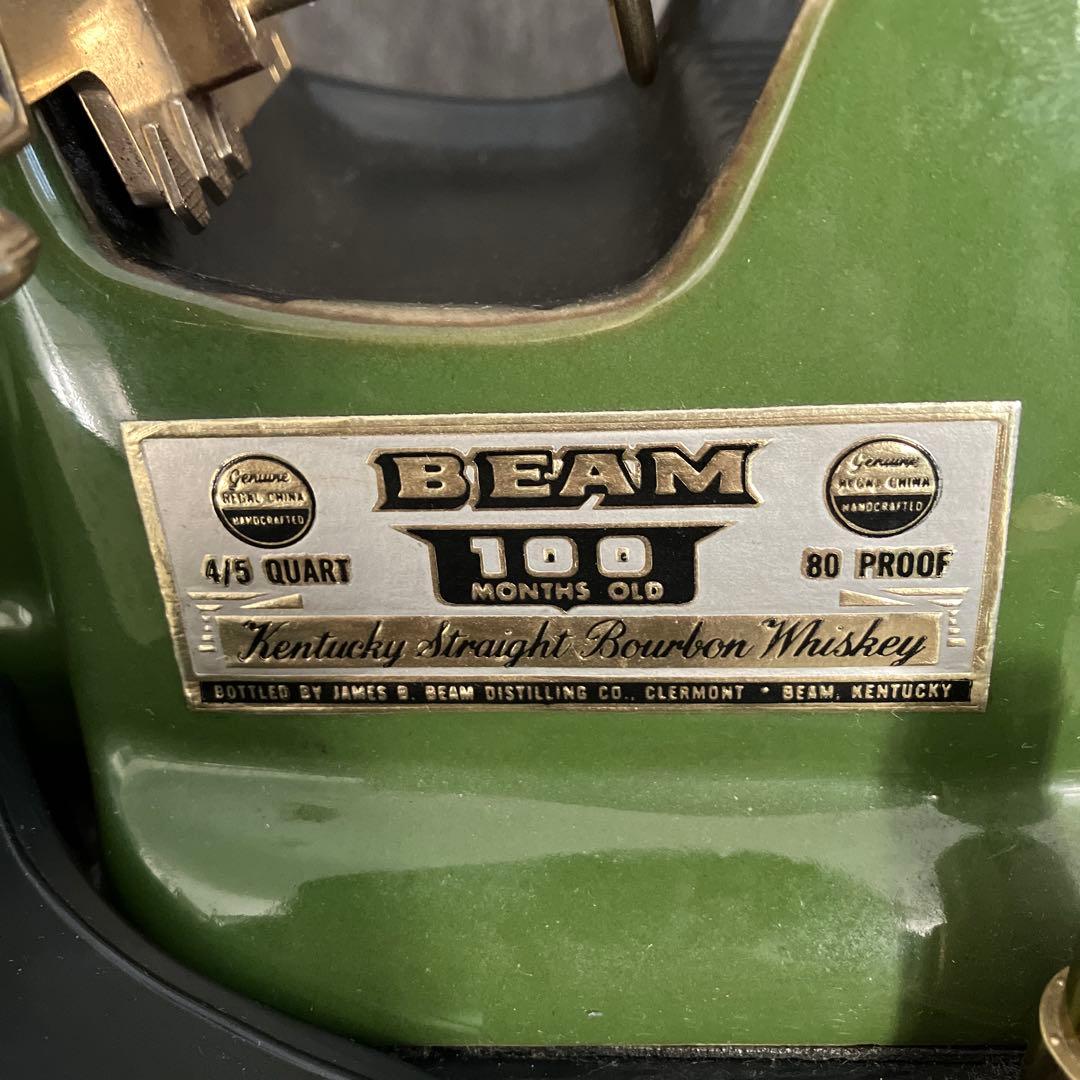 BEAM
Genuine
REGAL CHINA
HANDCRAFTED
Genuine
REGAL CHINA
HANDCRAFTED
4/5 QUART
100
MONTHS OLD
80 PROOF
Kentucky Straight Bourbon Whiskey
BOTTLED BY JAMES B. BEAM DISTILLING CO., CLERMONT • BEAM, KENTUCKY